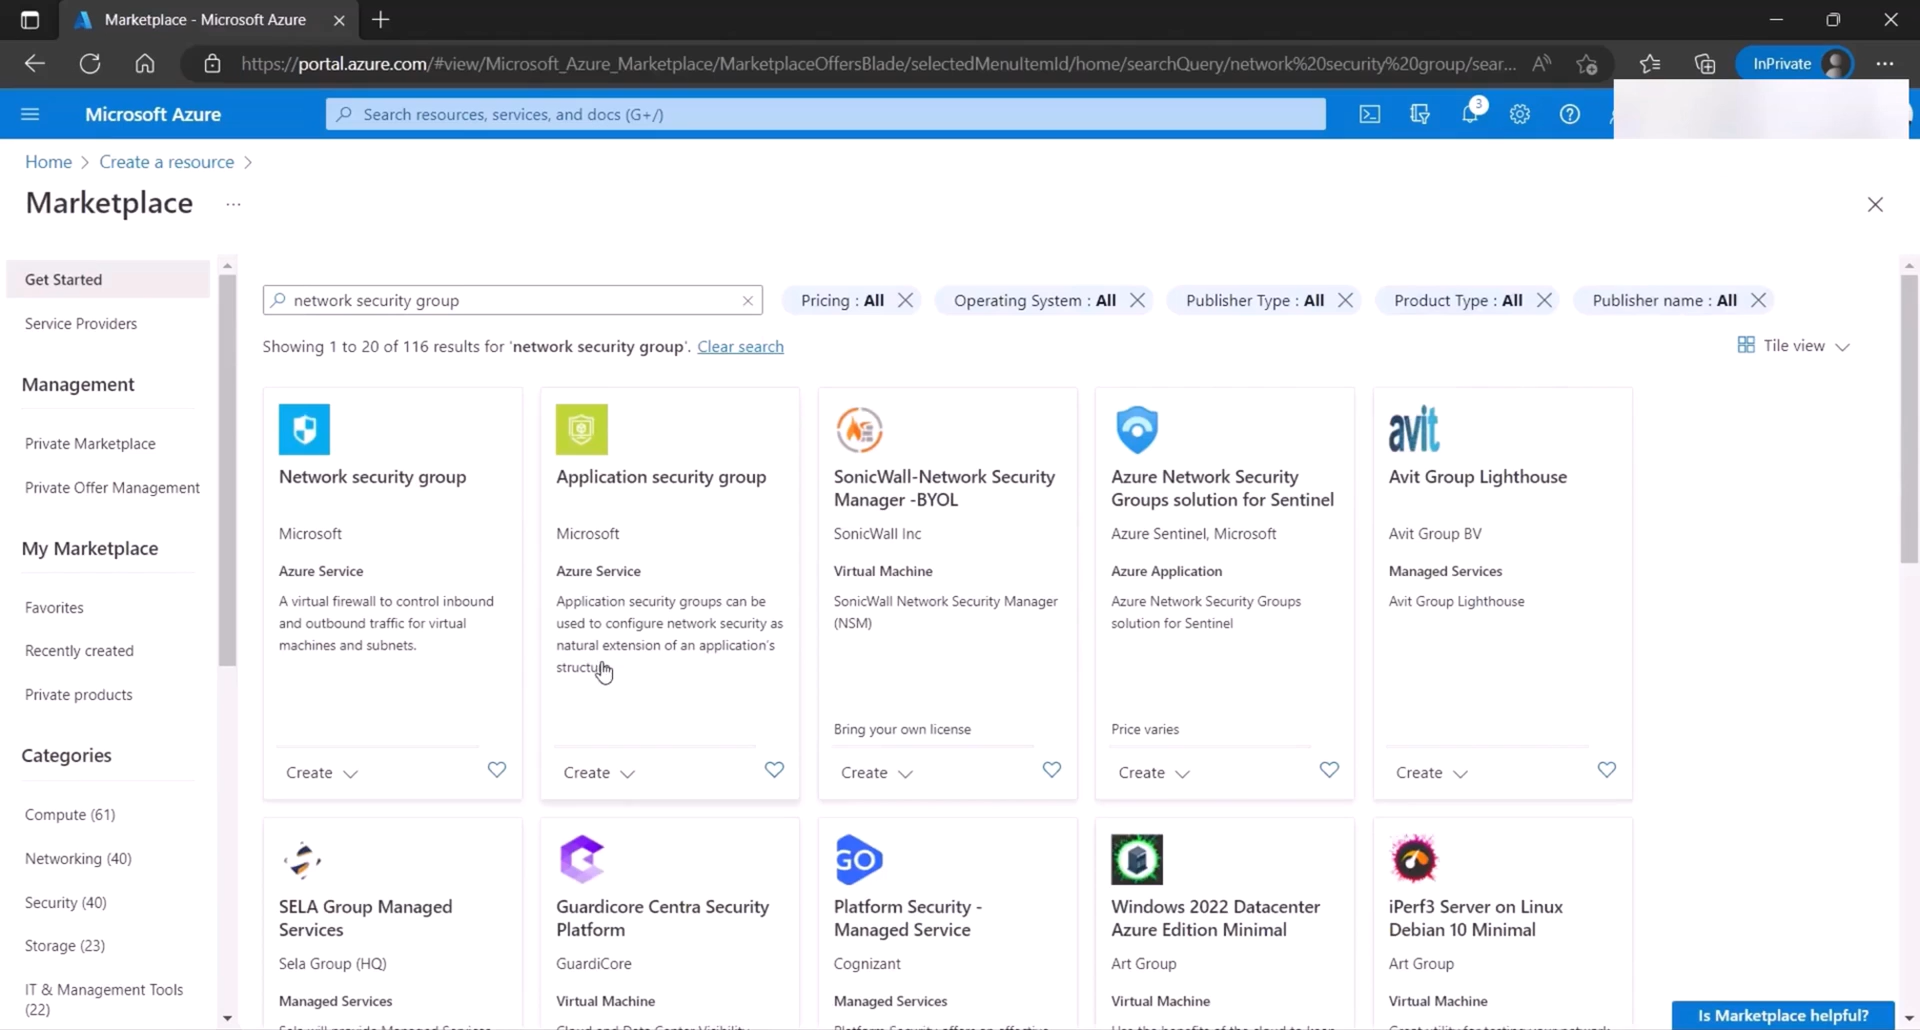 Marketplace - Microsoft Azure
https://portal.azure.com/#view/Microsoft_Azure_Marketplace/MarketplaceOffersBlade/selectedMenuItemId/home/searchQuery/network%20security%20group/sear...
InPrivate
Microsoft Azure
Search resources, services, and docs (G+/)
3
Home > Create a resource >
Marketplace ...
Get Started
Service Providers
Management
Private Marketplace
Private Offer Management
My Marketplace
Favorites
Recently created
Private products
Categories
Compute (61)
Networking (40)
Security (40)
Storage (23)
IT & Management Tools
(22)
network security group
Pricing : All
Operating System : All
Publisher Type : All
Product Type : All
Publisher name : All
Showing 1 to 20 of 116 results for 'network security group'. Clear search
Tile view
Network security group
Microsoft
Azure Service
A virtual firewall to control inbound
and outbound traffic for virtual
machines and subnets.
Create
Application security group
Microsoft
Azure Service
Application security groups can be
used to configure network security as
natural extension of an application's
Create
SonicWall-Network Security
Manager -BYOL
SonicWall Inc
Virtual Machine
SonicWall Network Security Manager
(NSM)
Bring your own license
Create
Azure Network Security
Groups solution for Sentinel
Azure Sentinel, Microsoft
Azure Application
Azure Network Security Groups
solution for Sentinel
Price varies
Create
avit
Avit Group Lighthouse
Avit Group BV
Managed Services
Avit Group Lighthouse
Create
SELA Group Managed
Services
Sela Group (HQ)
Managed Services
Guardicore Centra Security
Platform
GuardiCore
Virtual Machine
GO
Platform Security -
Managed Service
Cognizant
Managed Services
Windows 2022 Datacenter
Azure Edition Minimal
Art Group
Virtual Machine
iPerf3 Server on Linux
Debian 10 Minimal
Art Group
Virtual Machine
Is Marketplace helpful?